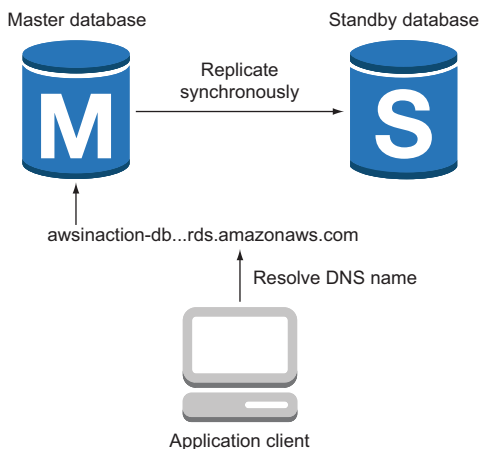 Master database
Standby database
Replicate
synchronously
M
S
awsinaction-db...rds.amazonaws.com
Resolve DNS name
Application client